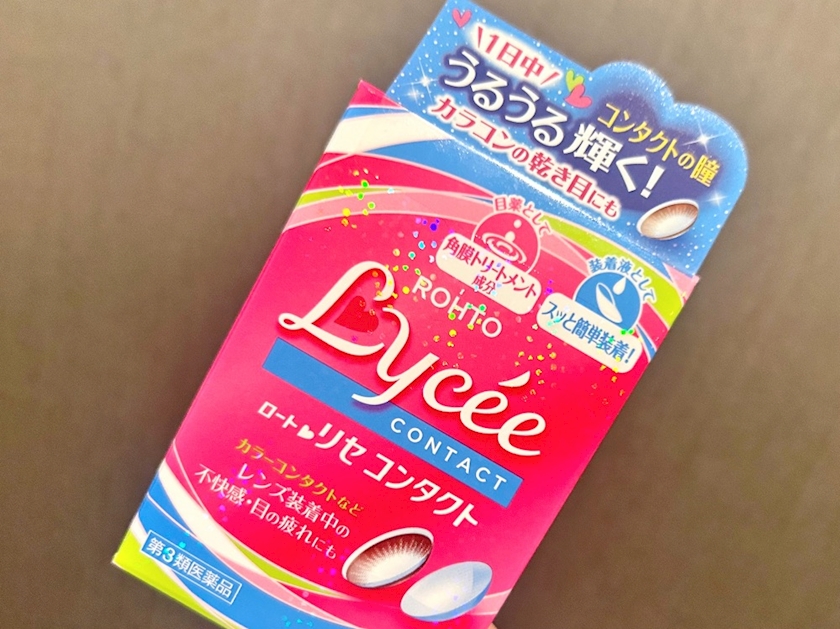 \1日中/
うるうる輝く!
コンタクトの瞳
カラコンの乾き目にも
目薬として
角膜トリートメント
成分
装着液として
スッと簡単装着!
ROHTO
Lycée
CONTACT
ロートリセ コンタクト
カラーコンタクトなど
レンズ装着中の
不快感・目の疲れにも
第3類医薬品